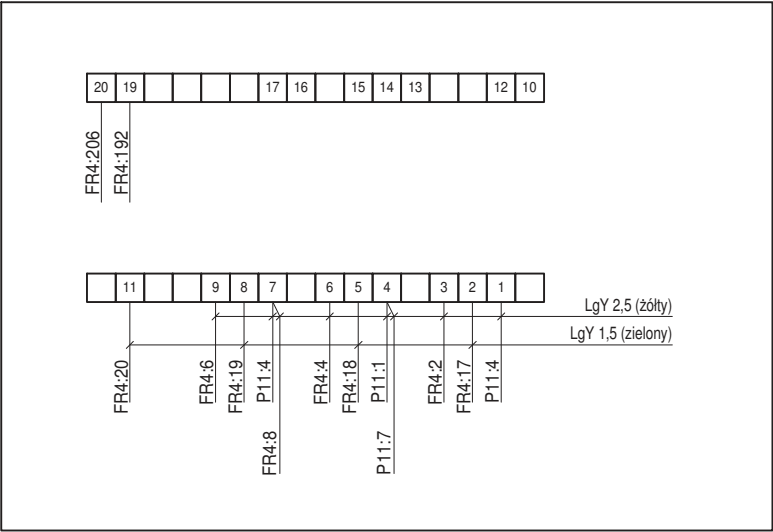 20 19 17 16 15 14 13 12 10
FR4:206
FR4:192
11 9 8 7 6 5 4 3 2 1
LgY 2,5 (żółty)
LgY 1,5 (zielony)
FR4:20
FR4:6
FR4:19
P11:4
FR4:8
FR4:4
FR4:18
P11:1
P11:7
FR4:2
FR4:17
P11:4